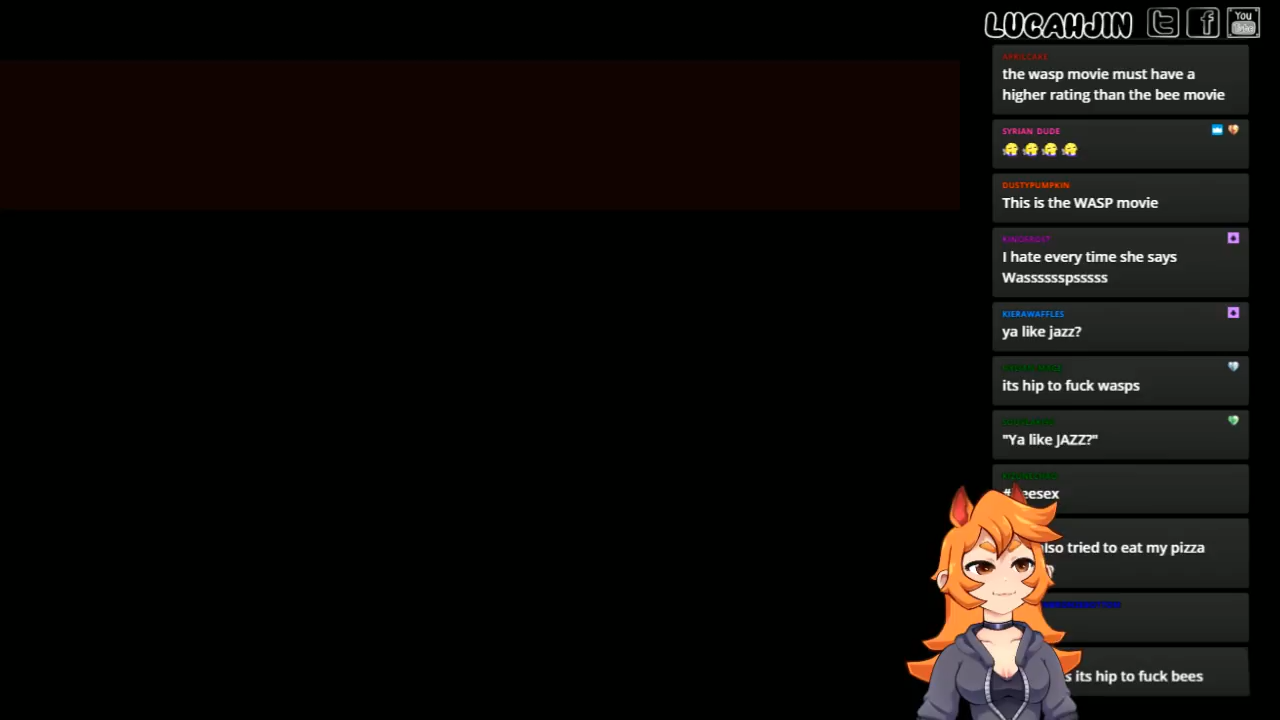 LUCAHJIN
You
APRILCAKE
the wasp movie must have a
higher rating than the bee movie
SYRIAN DUDE
DUSTYPUMPKIN
This is the WASP movie
I hate every time she says
Wasssssspsssss
KIERAWAFFLES
ya like jazz?
its hip to fuck wasps
"Ya like JAZZ?"
#
eesex
lso tried to eat my pizza
s its hip to fuck bees